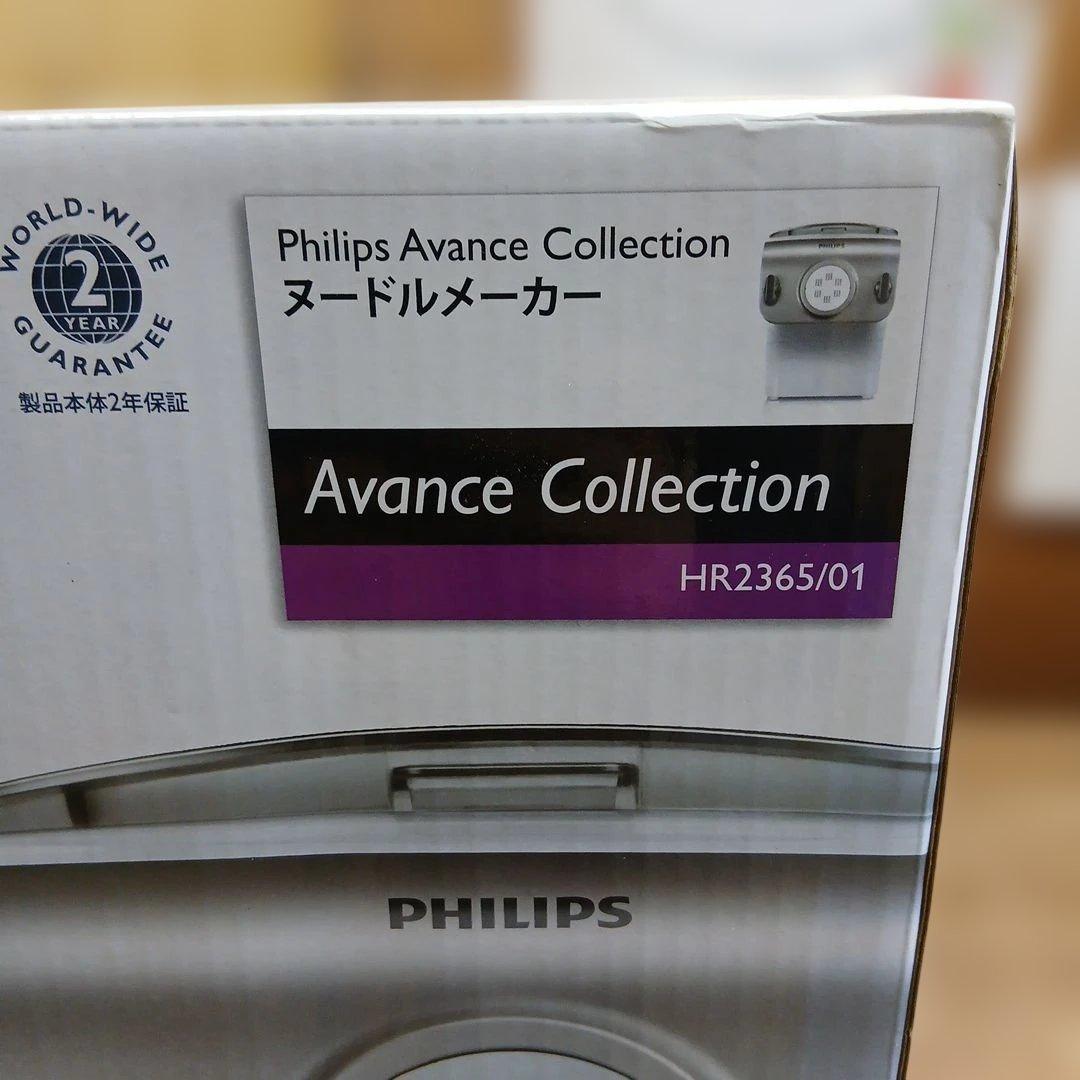 WORLD-WIDE
2
YEAR
GUARANTEE
製品本体2年保証
Philips Avance Collection
ヌードルメーカー
PHILIPS
Avance Collection
HR2365/01
PHILIPS